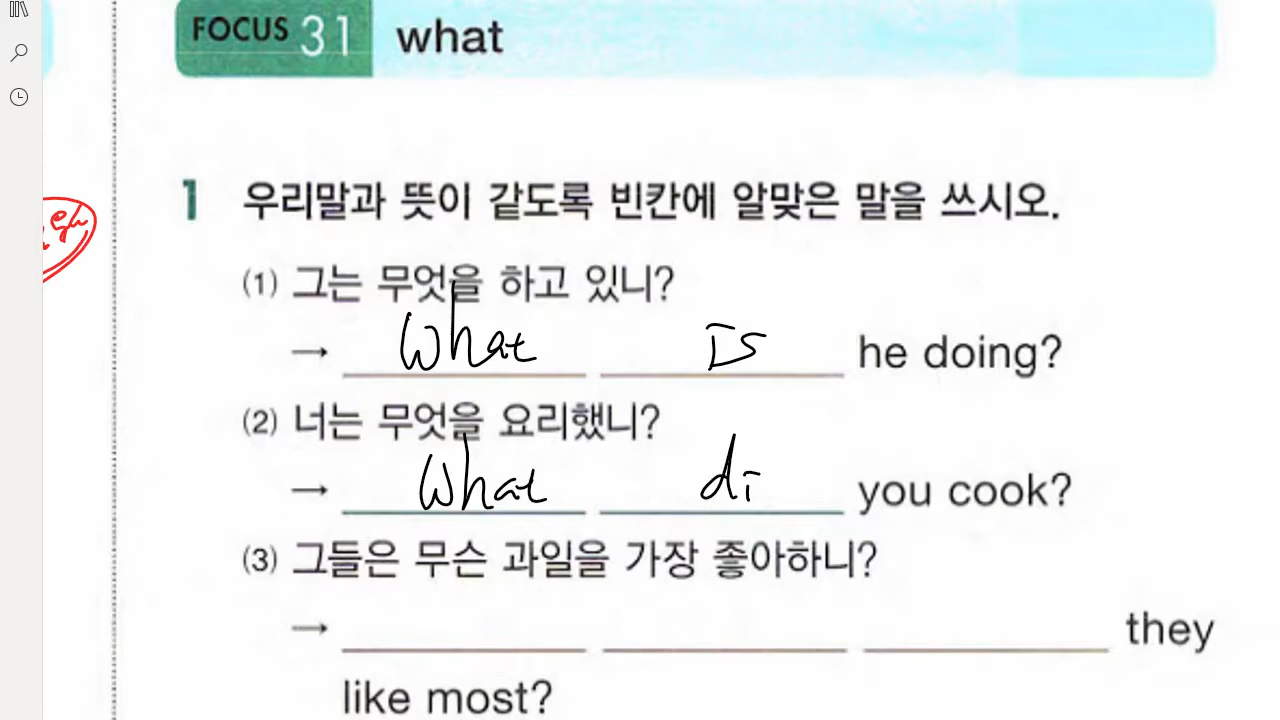 FOCUS 31 what
1 우리말과 뜻이 같도록 빈칸에 알맞은 말을 쓰시오.
(1) 그는 무엇을 하고 있니?
→ What is he doing?
(2) 너는 무엇을 요리했니?
→ What di you cook?
(3) 그들은 무슨 과일을 가장 좋아하니?
→ they
like most?